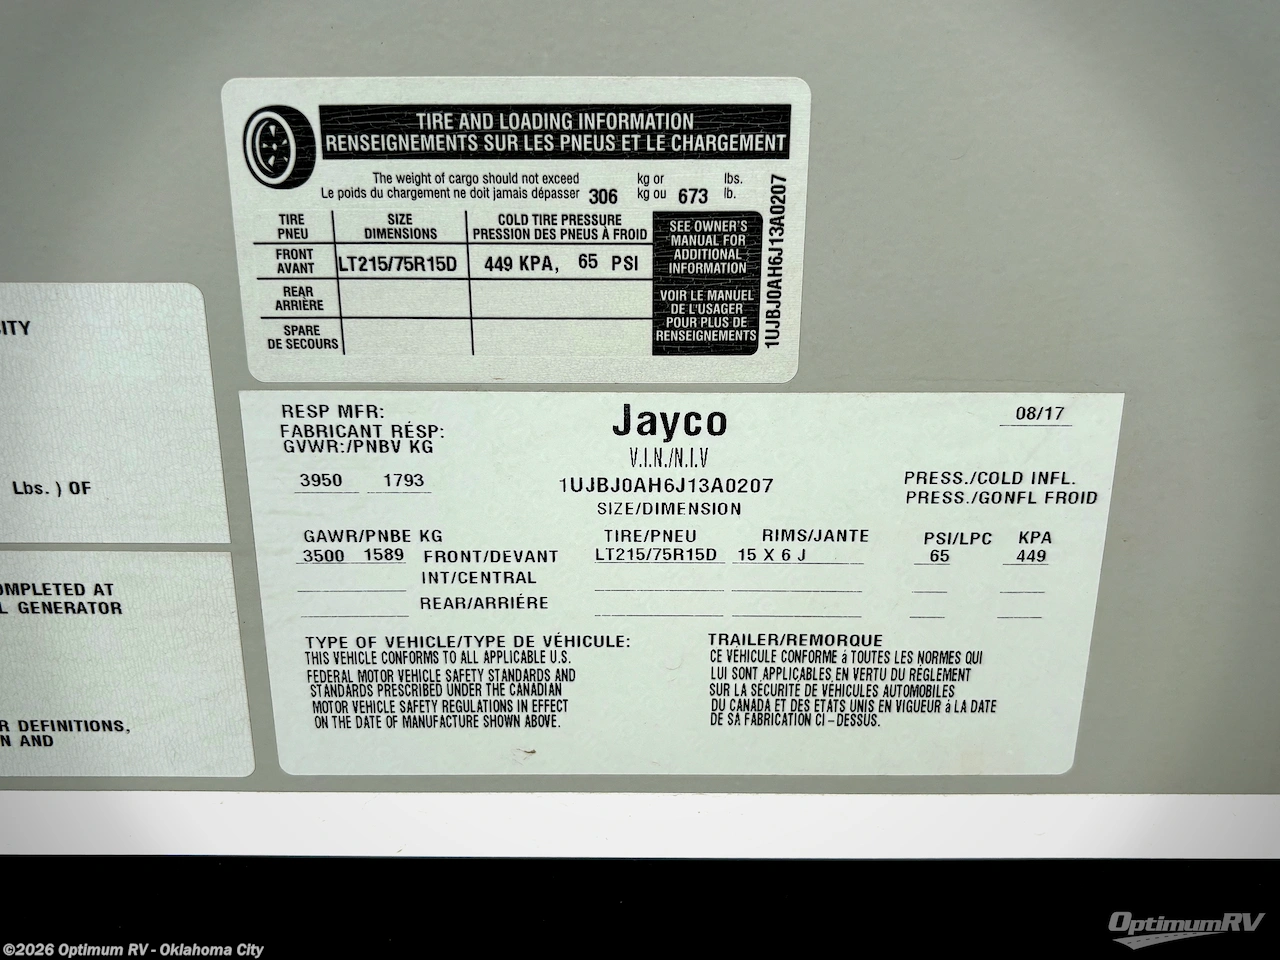 TIRE AND LOADING INFORMATION
RENSEIGNEMENTS SUR LES PNEUS ET LE CHARGEMENT
The weight of cargo should not exceed kg or lbs.
Le poids du chargement ne doit jamais dépasser 306 kg ou 673 lb.
TIRE PNEU
SIZE DIMENSIONS
COLD TIRE PRESSURE
PRESSION DES PNEUS À FROID
FRONT AVANT
LT215/75R15D
449 KPA, 65 PSI
REAR ARRIÈRE
SPARE
DE SECOURS
SEE OWNER'S
MANUAL FOR
ADDITIONAL
INFORMATION
VOIR LE MANUEL
DE L'USAGER
POUR PLUS DE
RENSEIGNEMENTS
1UJBJ0AH6J13A0207
ITY
Lbs. ) OF
OMPLETED AT
L GENERATOR
R DEFINITIONS,
N AND
RESP MFR:
FABRICANT RÉSP:
GVWR:/PNBV KG
3950 1793
Jayco
V.I.N./N.I.V
1UJBJ0AH6J13A0207
SIZE/DIMENSION
08/17
PRESS./COLD INFL.
PRESS./GONFL FROID
GAWR/PNBE KG TIRE/PNEU RIMS/JANTE PSI/LPC KPA
3500 1589 FRONT/DEVANT LT215/75R15D 15 X 6 J 65 449
INT/CENTRAL
REAR/ARRIÉRE
TYPE OF VEHICLE/TYPE DE VÉHICULE:
THIS VEHICLE CONFORMS TO ALL APPLICABLE U.S.
FEDERAL MOTOR VEHICLE SAFETY STANDARDS AND
STANDARDS PRESCRIBED UNDER THE CANADIAN
MOTOR VEHICLE SAFETY REGULATIONS IN EFFECT
ON THE DATE OF MANUFACTURE SHOWN ABOVE.
TRAILER/REMORQUE
CE VÉHICULE CONFORME á TOUTES LES NORMES QUI
LUI SONT APPLICABLES EN VERTU DU RÈGLEMENT
SUR LA SÉCURITE DE VÉHICULES AUTOMOBILES
DU CANADA ET DES ÉTATS UNIS EN VIGUEUR á LA DATE
DE SA FABRICATION CI-DESSUS.
©2026 Optimum RV - Oklahoma City
OptimumRV